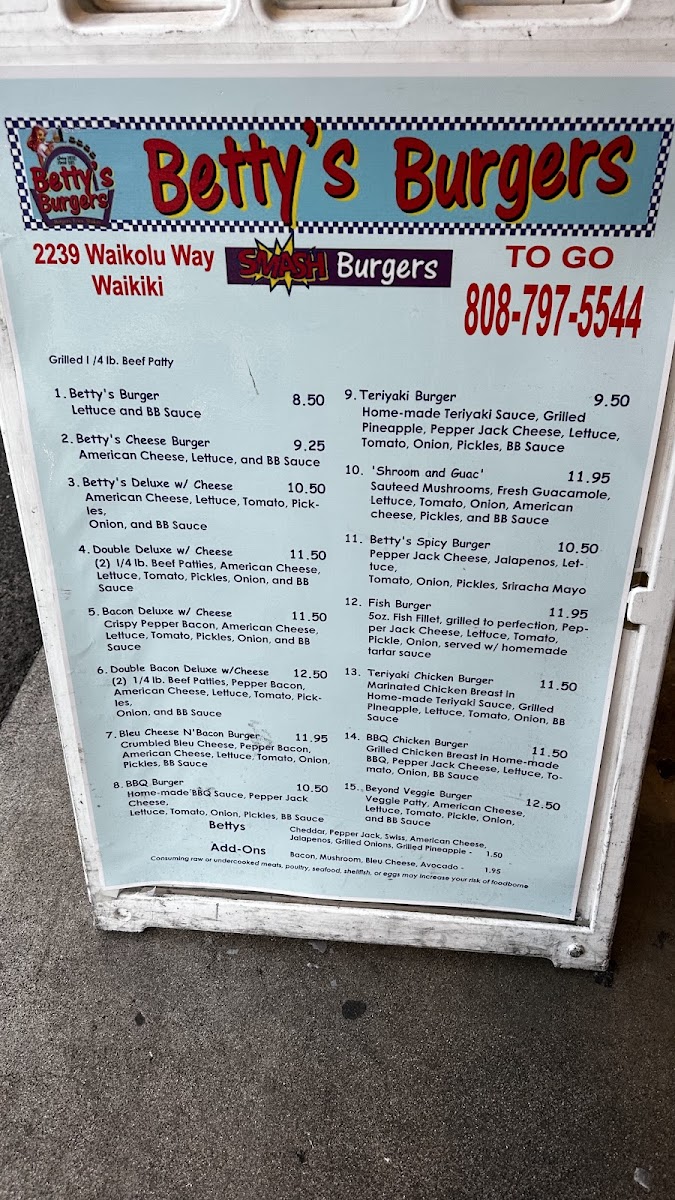 Betty's Burgers
Betty's
Burgers
2239 Waikolu Way
Waikiki
SMASH Burgers
TO GO
808-797-5544
Grilled 1/4 lb. Beef Patty
1. Betty's Burger 8.50
Lettuce and BB Sauce
2. Betty's Cheese Burger 9.25
American Cheese, Lettuce, and BB Sauce
3. Betty's Deluxe w/ Cheese 10.50
American Cheese, Lettuce, Tomato, Pick-
les,
Onion, and BB Sauce
4. Double Deluxe w/ Cheese 11.50
(2) 1/4 lb. Beef Patties, American Cheese,
Lettuce, Tomato, Pickles, Onion, and BB
Sauce
5. Bacon Deluxe w/ Cheese 11.50
Crispy Pepper Bacon, American Cheese,
Lettuce, Tomato, Pickles, Onion, and BB
Sauce
6. Double Bacon Deluxe w/Cheese 12.50
(2) 1/4 lb. Beef Patties, Pepper Bacon,
American Cheese, Lettuce, Tomato, Pick-
les,
Onion, and BB Sauce
7. Bleu Cheese N'Bacon Burger 11.95
Crumbled Bleu Cheese, Pepper Bacon,
American Cheese, Lettuce, Tomato, Onion,
Pickles, BB Sauce
8. BBQ Burger 10.50
Home-made BBQ Sauce, Pepper Jack
Cheese,
Lettuce, Tomato, Onion, Pickles, BB Sauce
9. Teriyaki Burger 9.50
Home-made Teriyaki Sauce, Grilled
Pineapple, Pepper Jack Cheese, Lettuce,
Tomato, Onion, Pickles, BB Sauce
10. 'Shroom and Guac' 11.95
Sauteed Mushrooms, Fresh Guacamole,
Lettuce, Tomato, Onion, American
cheese, Pickles, and BB Sauce
11. Betty's Spicy Burger 10.50
Pepper Jack Cheese, Jalapenos, Let-
tuce,
Tomato, Onion, Pickles, Sriracha Mayo
12. Fish Burger 11.95
5oz. Fish Fillet, grilled to perfection, Pep-
per Jack Cheese, Lettuce, Tomato,
Pickle, Onion, served w/ homemade
tartar sauce
13. Teriyaki Chicken Burger 11.50
Marinated Chicken Breast in
Home-made Teriyaki Sauce, Grilled
Pineapple, Lettuce, Tomato, Onion, BB
Sauce
14. BBQ Chicken Burger 11.50
Grilled Chicken Breast in Home-made
BBQ, Pepper Jack Cheese, Lettuce, To-
mato, Onion, BB Sauce
15. Beyond Veggie Burger 12.50
Veggie Patty, American Cheese,
Lettuce, Tomato, Pickle, Onion,
and BB Sauce
Bettys
Add-Ons
Cheddar, Pepper Jack, Swiss, American Cheese,
Jalapenos, Grilled Onions, Grilled Pineapple - 1.50
Bacon, Mushroom, Bleu Cheese, Avocado - 1.95
Consuming raw or undercooked meats, poultry, seafood, shellfish, or eggs may increase your risk of foodborne